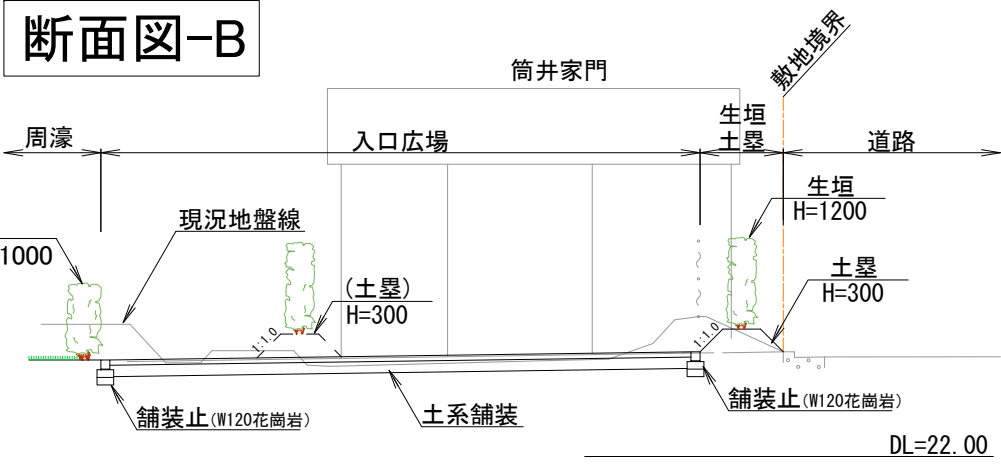 断面図-B
敷地境界
筒井家門
周濠
入口広場
生垣
土塁
道路
生垣
H=1200
現況地盤線
1000
(土塁)
H=300
土塁
H=300
1:1.0
1:1.0
舗装止(W120花崗岩)
土系舗装
舗装止(W120花崗岩)
DL=22.00